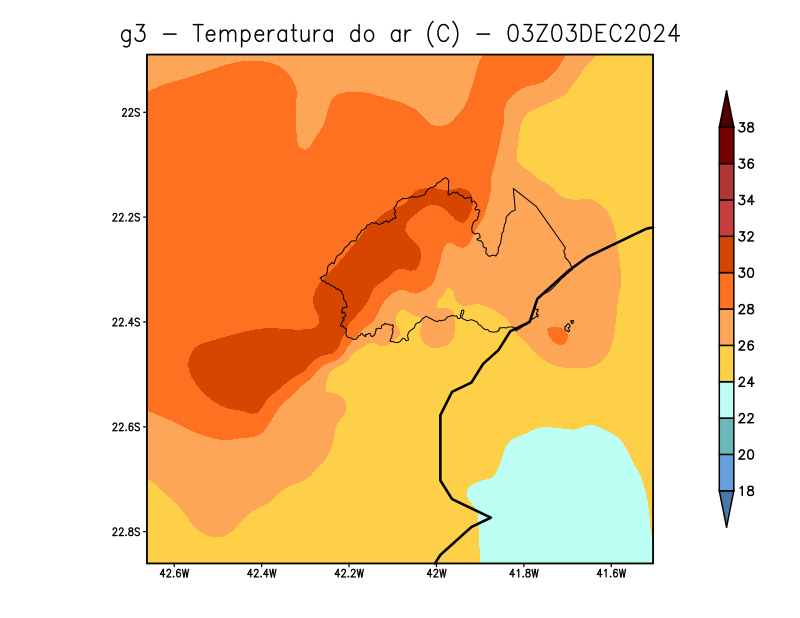 g3 − Temperatura do ar (C) − 03Z03DEC2024
22S
22.2S
22.4S
22.6S
22.8S
42.6W
42.4W
42.2W
42W
41.8W
41.6W
38
36
34
32
30
28
26
24
22
20
18